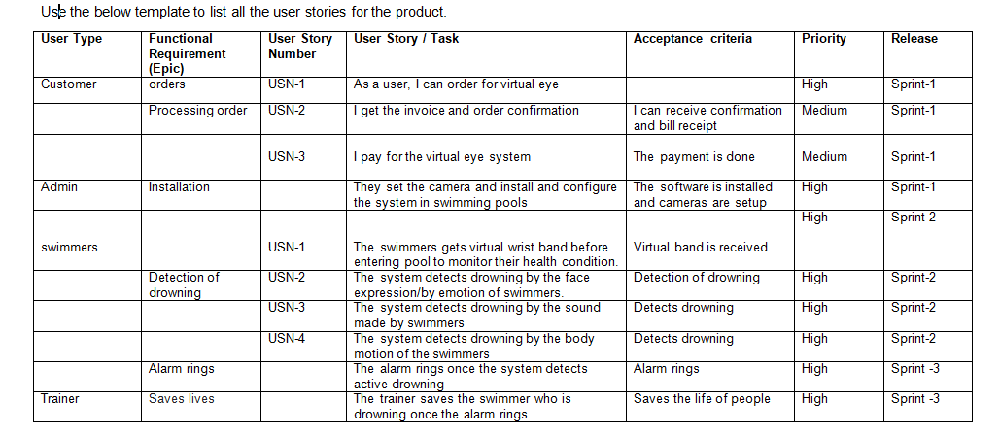 Use the below template to list all the user stories for the product.
User Type Functional Requirement (Epic) User Story Number User Story / Task Acceptance criteria Priority Release
Customer orders USN-1 As a user, I can order for virtual eye High Sprint-1
Processing order USN-2 I get the invoice and order confirmation I can receive confirmation and bill receipt Medium Sprint-1
USN-3 I pay for the virtual eye system The payment is done Medium Sprint-1
Admin Installation They set the camera and install and configure the system in swimming pools The software is installed and cameras are setup High Sprint-1
High Sprint 2
swimmers USN-1 The swimmers gets virtual wrist band before entering pool to monitor their health condition. Virtual band is received
Detection of drowning USN-2 The system detects drowning by the face expression/by emotion of swimmers. Detection of drowning High Sprint-2
USN-3 The system detects drowning by the sound made by swimmers Detects drowning High Sprint-2
USN-4 The system detects drowning by the body motion of the swimmers Detects drowning High Sprint-2
Alarm rings The alarm rings once the system detects active drowning Alarm rings High Sprint -3
Trainer Saves lives The trainer saves the swimmer who is drowning once the alarm rings Saves the life of people High Sprint -3